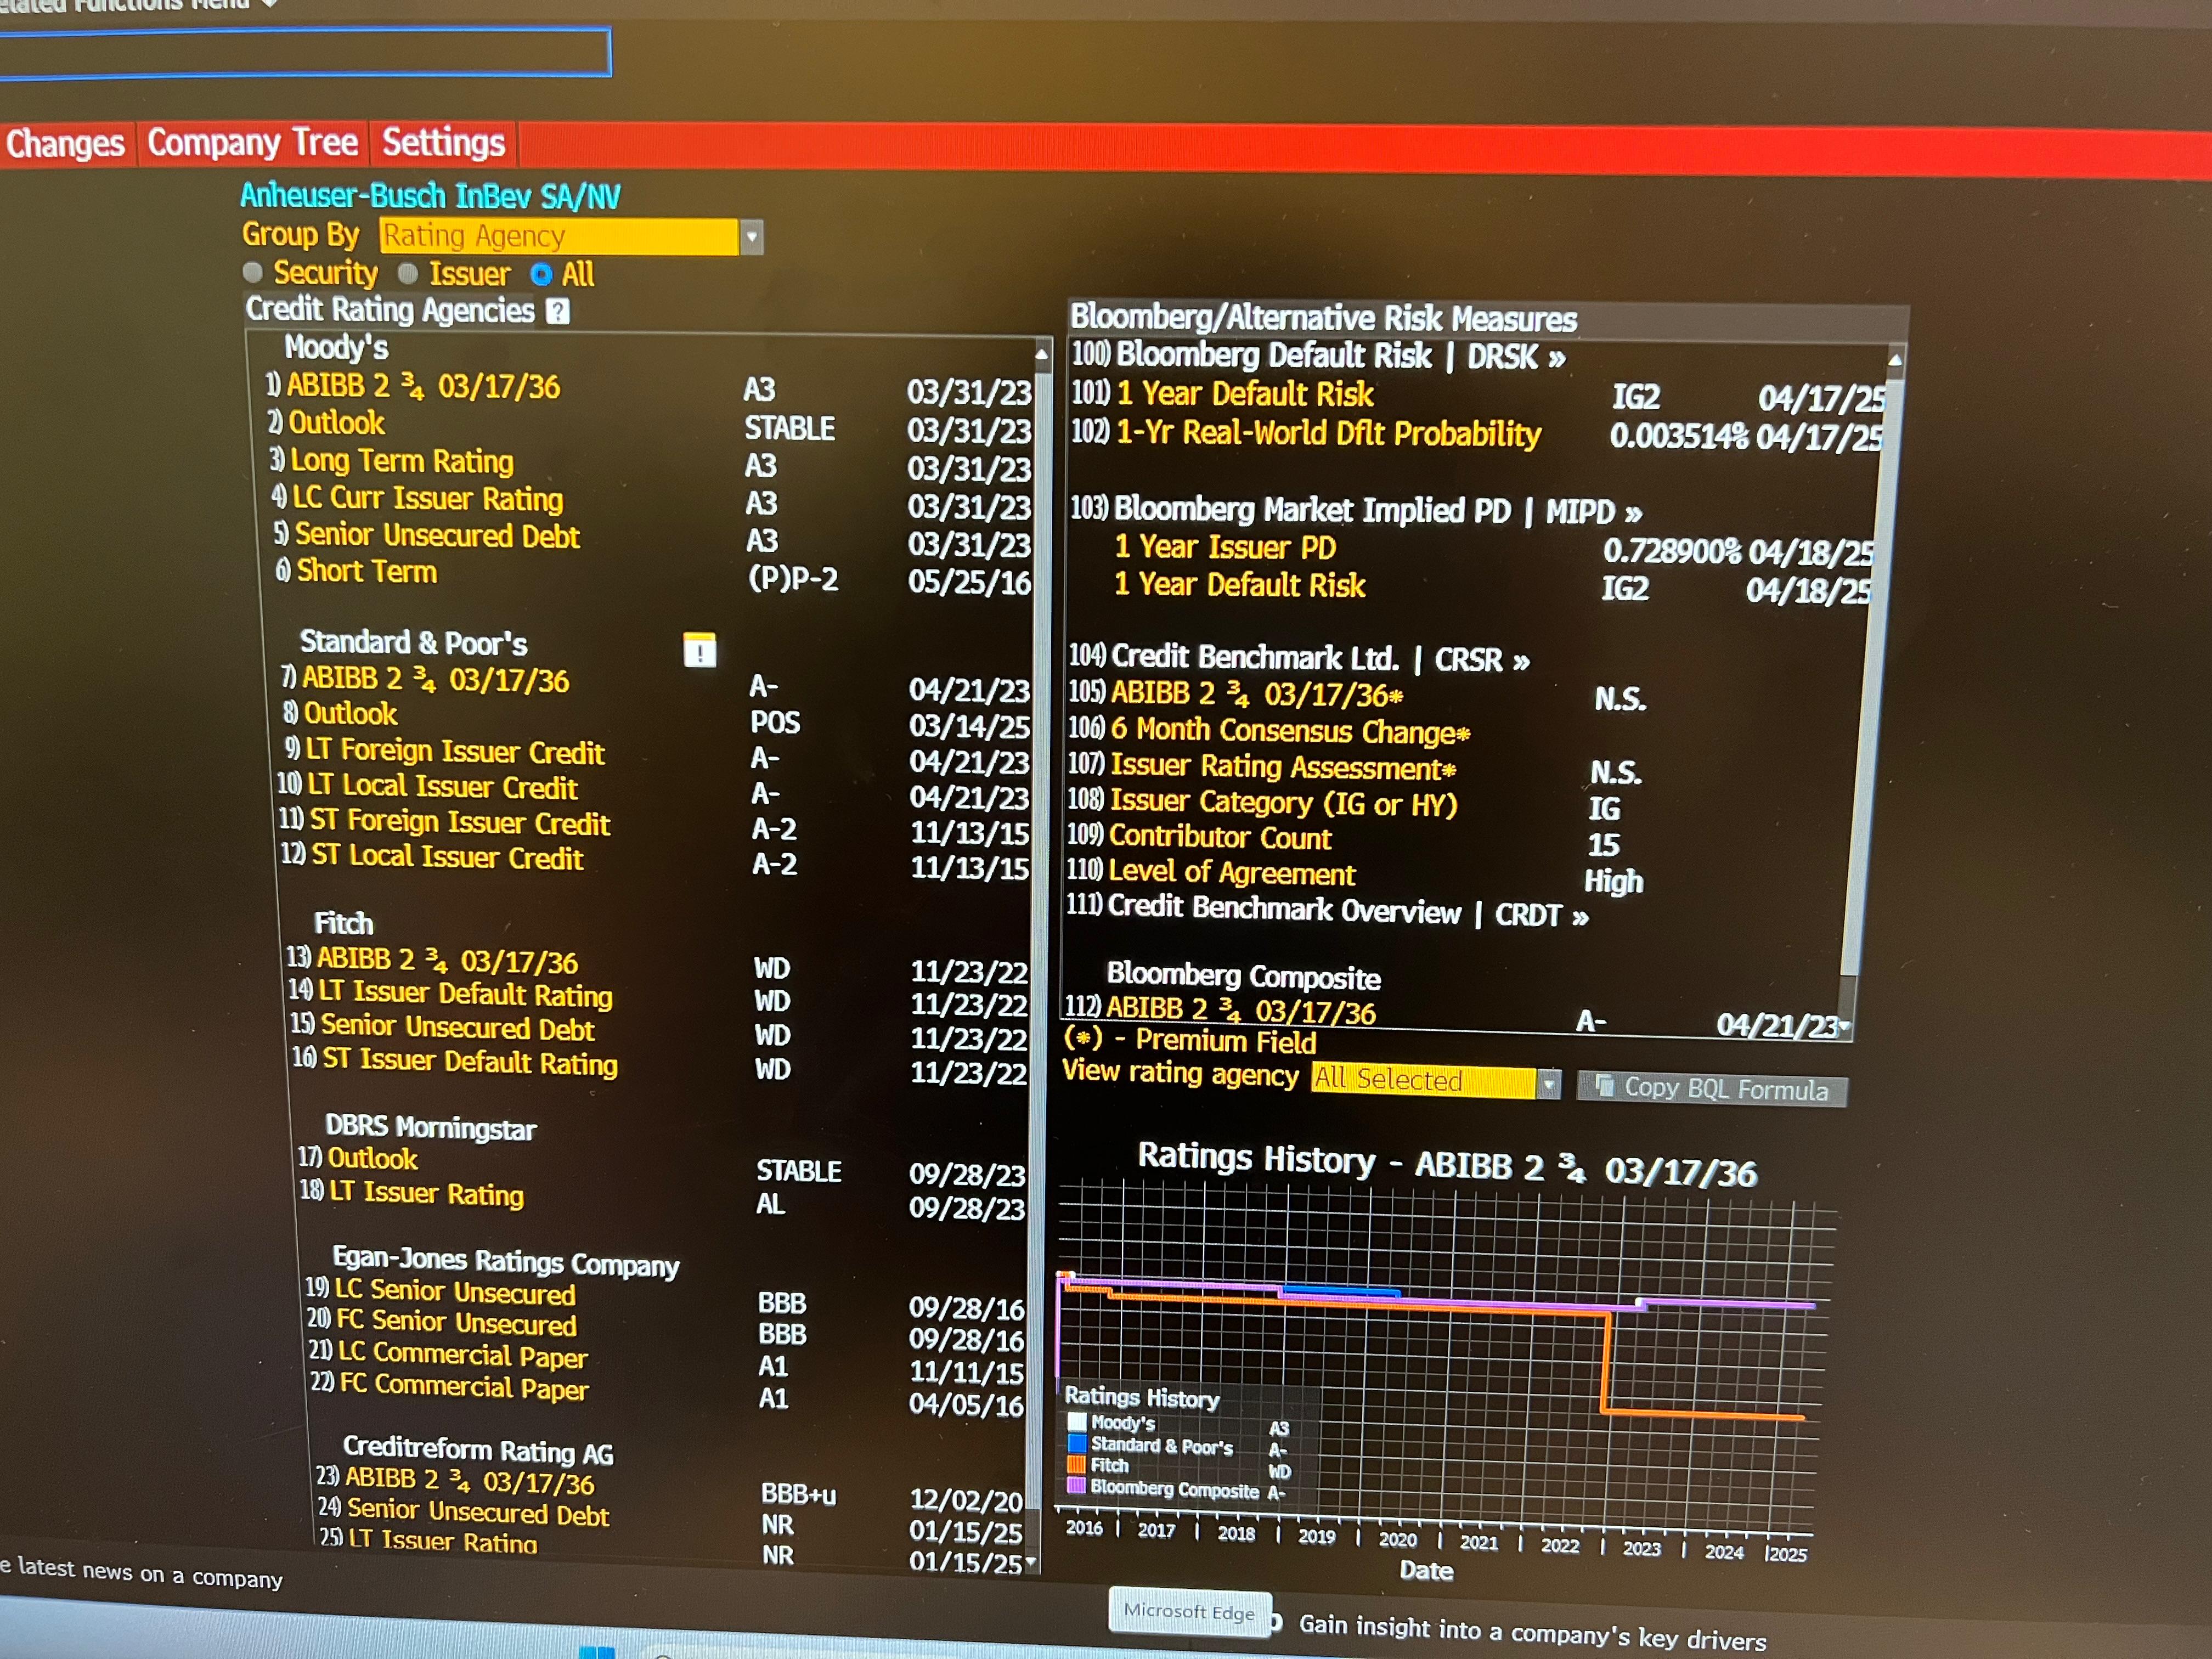 Related Functions Menu
Changes Company Tree Settings
Anheuser-Busch InBev SA/NV
Group By Rating Agency
Security Issuer All
Credit Rating Agencies ?
Moody's
1) ABIBB 2 ¾ 03/17/36 A3 03/31/23
2) Outlook STABLE 03/31/23
3) Long Term Rating A3 03/31/23
4) LC Curr Issuer Rating A3 03/31/23
5) Senior Unsecured Debt A3 03/31/23
6) Short Term (P)P-2 05/25/16
Standard & Poor's !
7) ABIBB 2 ¾ 03/17/36 A- 04/21/23
8) Outlook POS 03/14/25
9) LT Foreign Issuer Credit A- 04/21/23
10) LT Local Issuer Credit A- 04/21/23
11) ST Foreign Issuer Credit A-2 11/13/15
12) ST Local Issuer Credit A-2 11/13/15
Fitch
13) ABIBB 2 ¾ 03/17/36 WD 11/23/22
14) LT Issuer Default Rating WD 11/23/22
15) Senior Unsecured Debt WD 11/23/22
16) ST Issuer Default Rating WD 11/23/22
DBRS Morningstar
17) Outlook STABLE 09/28/23
18) LT Issuer Rating AL 09/28/23
Egan-Jones Ratings Company
19) LC Senior Unsecured BBB 09/28/16
20) FC Senior Unsecured BBB 09/28/16
21) LC Commercial Paper A1 11/11/15
22) FC Commercial Paper A1 04/05/16
Creditreform Rating AG
23) ABIBB 2 ¾ 03/17/36 BBB+u 12/02/20
24) Senior Unsecured Debt NR 01/15/25
25) LT Issuer Rating NR 01/15/25
Bloomberg/Alternative Risk Measures
100) Bloomberg Default Risk | DRSK »
101) 1 Year Default Risk IG2 04/17/25
102) 1-Yr Real-World Dflt Probability 0.003514% 04/17/25
103) Bloomberg Market Implied PD | MIPD »
1 Year Issuer PD 0.728900% 04/18/25
1 Year Default Risk IG2 04/18/25
104) Credit Benchmark Ltd. | CRSR »
105) ABIBB 2 ¾ 03/17/36* N.S.
106) 6 Month Consensus Change*
107) Issuer Rating Assessment* N.S.
108) Issuer Category (IG or HY) IG
109) Contributor Count 15
110) Level of Agreement High
111) Credit Benchmark Overview | CRDT »
Bloomberg Composite
112) ABIBB 2 ¾ 03/17/36 A- 04/21/23
(*) - Premium Field
View rating agency All Selected Copy BQL Formula
Ratings History - ABIBB 2 ¾ 03/17/36
Ratings History
Moody's A3
Standard & Poor's A-
Fitch WD
Bloomberg Composite A-
2016 2017 2018 2019 2020 2021 2022 2023 2024 2025
Date
e latest news on a company
Microsoft Edge
Gain insight into a company's key drivers